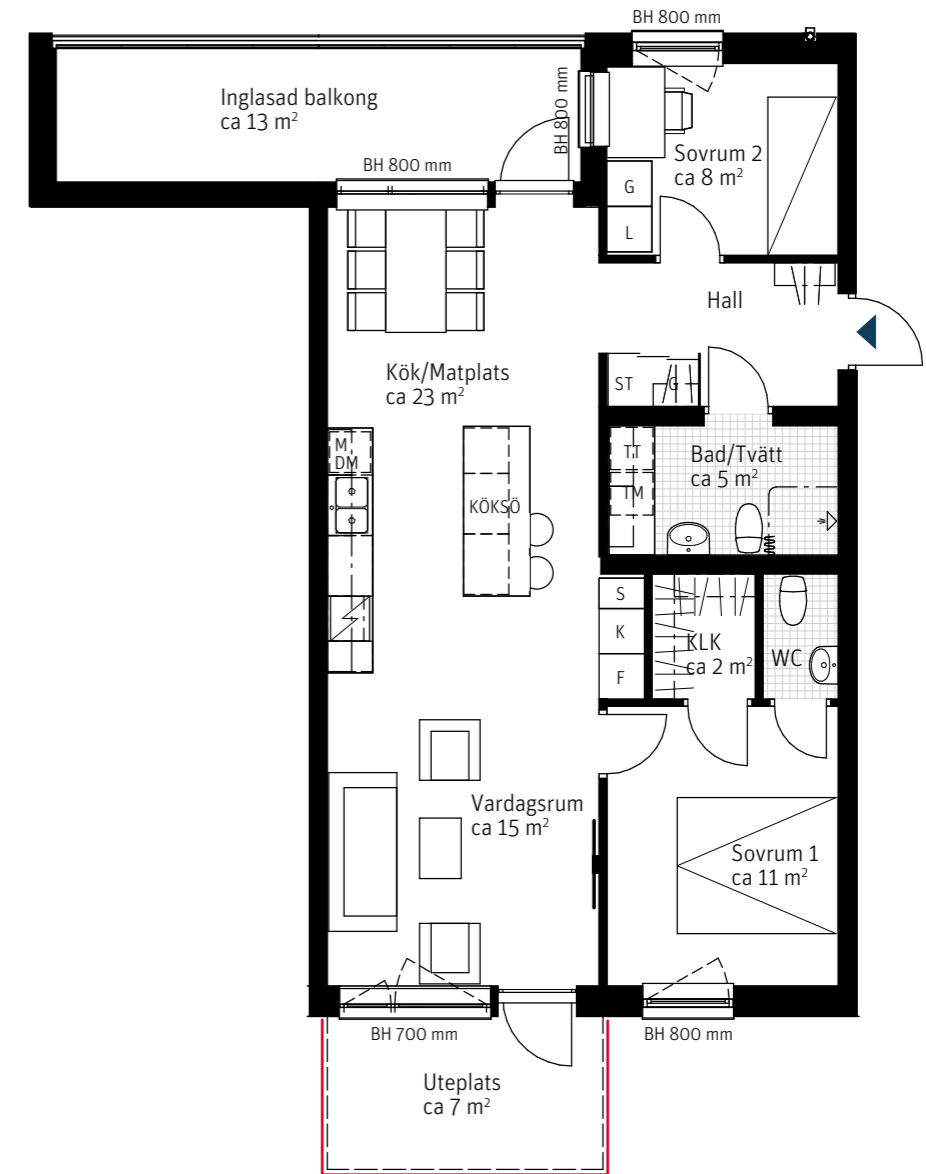 BH 800 mm
Inglasad balkong
ca 13 m²
BH 800 mm
BH 800 mm
Sovrum 2
ca 8 m²
G
L
Hall
Kök/Matplats
ca 23 m²
ST
G
M
DM
KÖKSÖ
TT
TM
Bad/Tvätt
ca 5 m²
S
K
F
KLK
ca 2 m²
WC
Vardagsrum
ca 15 m²
Sovrum 1
ca 11 m²
BH 700 mm
BH 800 mm
Uteplats
ca 7 m²